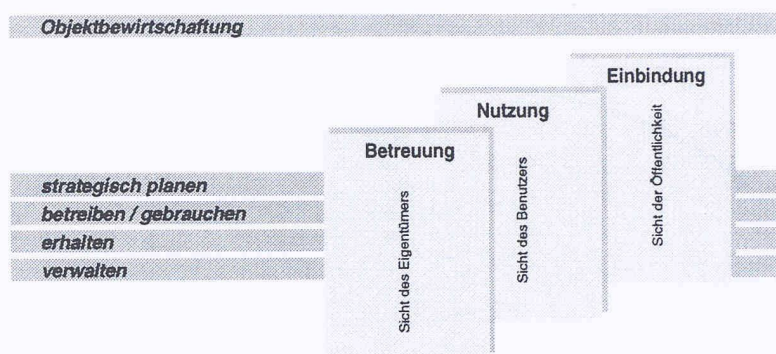 Objektbewirtschaftung
Einbindung
Nutzung
Betreuung
strategisch planen
betreiben / gebrauchen
erhalten
verwalten
Sicht des Eigentümers
Sicht des Benutzers
Sicht der Öffentlichkeit